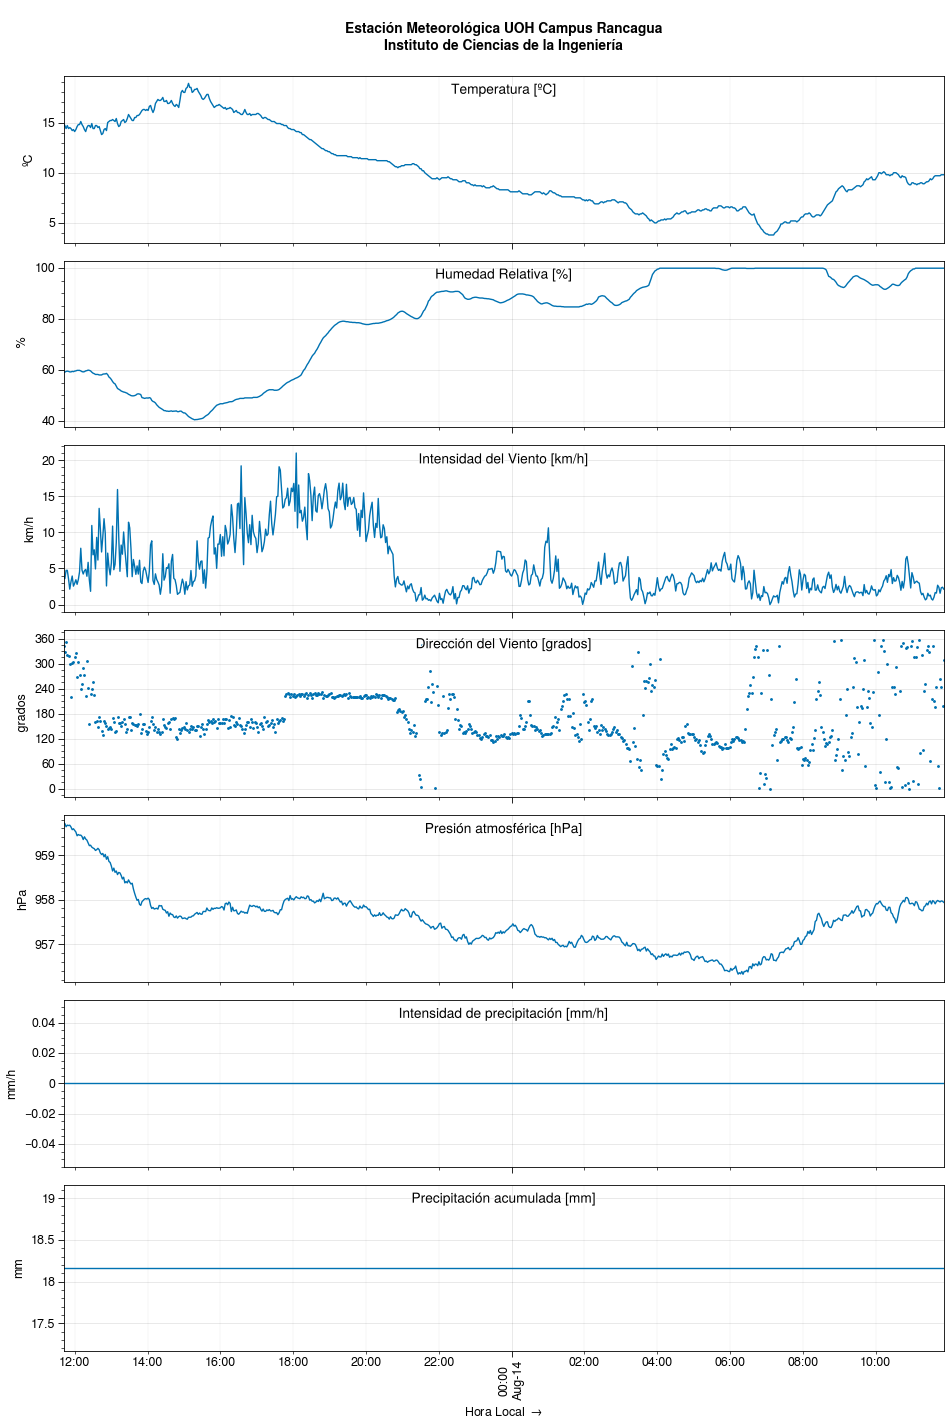 Estación Meteorológica UOH Campus Rancagua
Instituto de Ciencias de la Ingeniería
Temperatura [ºC]
ºC
15
10
5
Humedad Relativa [%]
%
100
80
60
40
Intensidad del Viento [km/h]
km/h
20
15
10
5
0
Dirección del Viento [grados]
grados
360
300
240
180
120
60
0
Presión atmosférica [hPa]
hPa
959
958
957
Intensidad de precipitación [mm/h]
mm/h
0.04
0.02
0
−0.02
−0.04
Precipitación acumulada [mm]
mm
19
18.5
18
17.5
12:00 14:00 16:00 18:00 20:00 22:00 00:00 02:00 04:00 06:00 08:00 10:00
Aug-14
Hora Local →